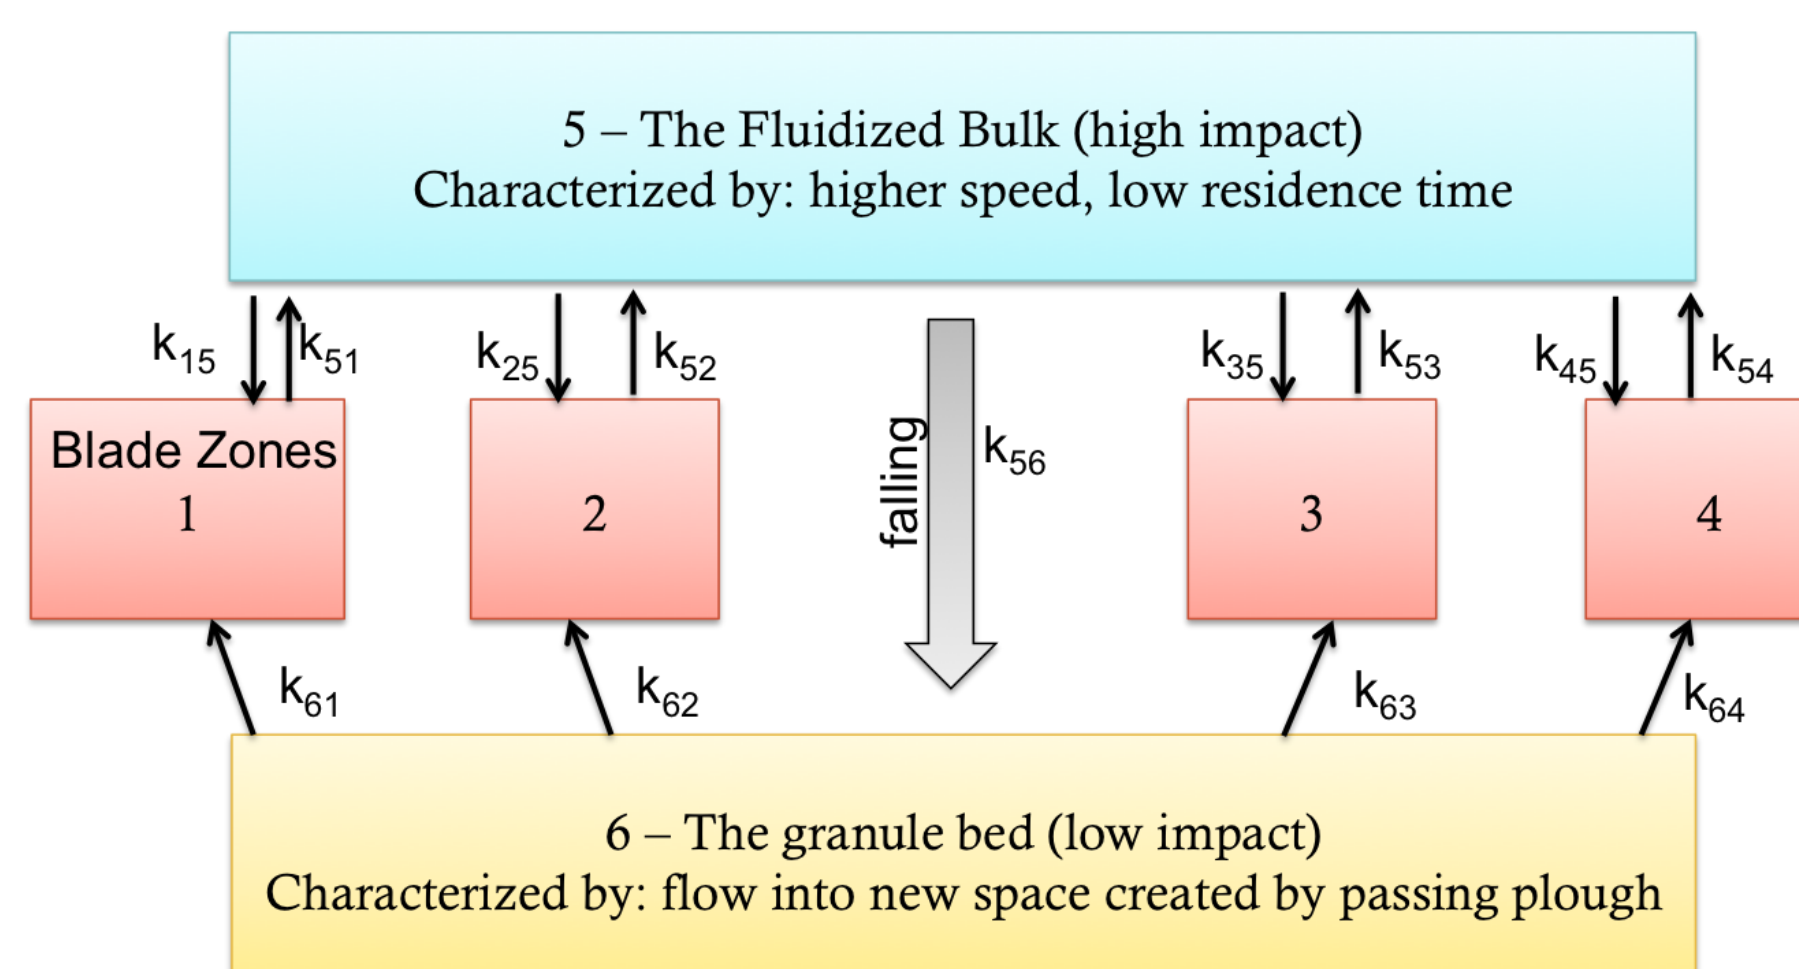 5 – The Fluidized Bulk (high impact)
Characterized by: higher speed, low residence time
k15
k51
k25
k52
k35
k53
k45
k54
falling
k56
Blade Zones
1
2
3
4
k61
k62
k63
k64
6 – The granule bed (low impact)
Characterized by: flow into new space created by passing plough